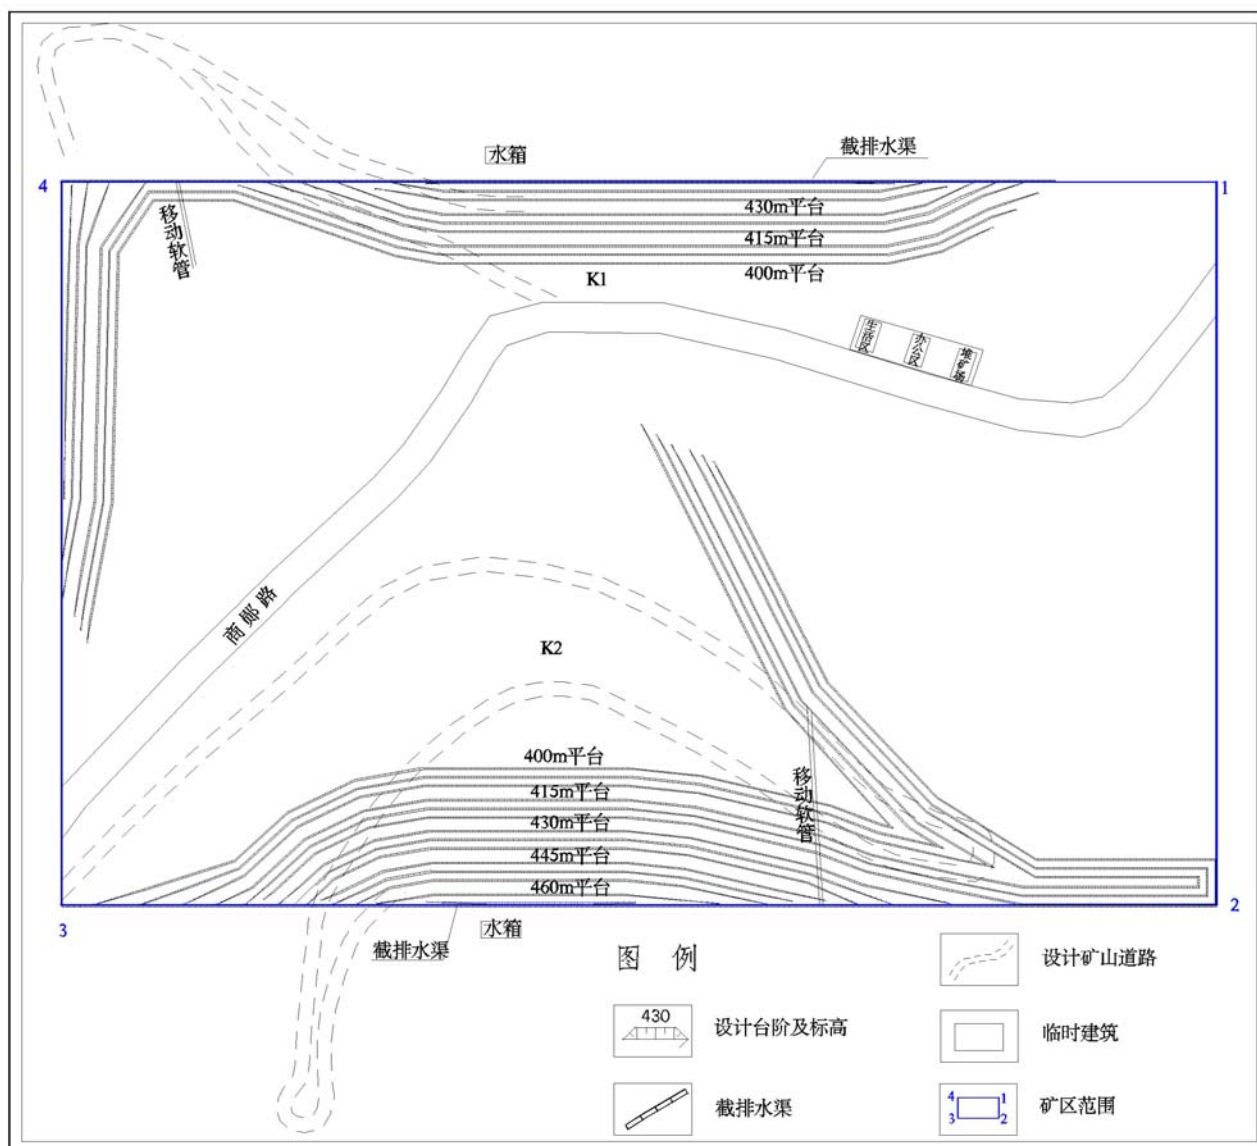 水箱
截排水渠
4
1
移动软管
430m平台
415m平台
400m平台
K1
生活区
办公区
堆矿场
商郧路
K2
400m平台
415m平台
430m平台
445m平台
460m平台
移动软管
3
2
水箱
截排水渠
图 例
设计矿山道路
430
设计台阶及标高
临时建筑
截排水渠
4 1
3 2
矿区范围